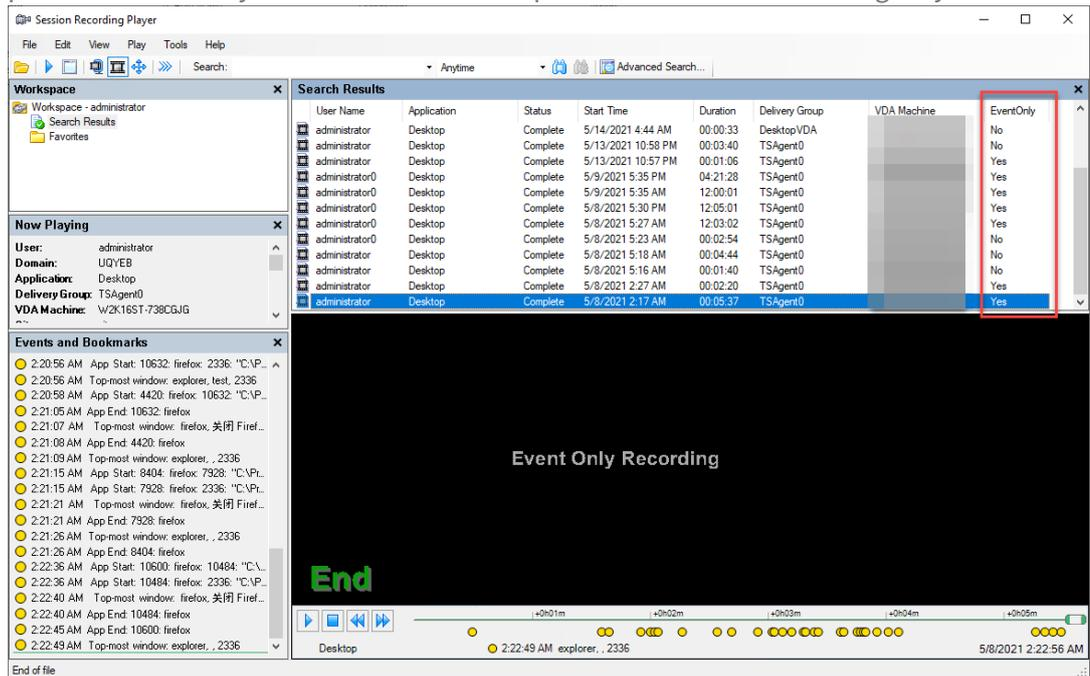 Session Recording Player
File Edit View Play Tools Help
Search: Anytime Advanced Search...
Workspace
Workspace - administrator
Search Results
Favorites
Now Playing
User: administrator
Domain: UQYEB
Application: Desktop
Delivery Group: TSAgent0
VDA Machine: W2K16ST-738CGJG
Events and Bookmarks
2:20:56 AM App Start: 10632: firefox: 2336: "C:\P...
2:20:56 AM Top-most window: explorer, test, 2336
2:20:58 AM App Start: 4420: firefox: 10632: "C:\P...
2:21:05 AM App End: 10632: firefox
2:21:07 AM Top-most window: firefox, 关闭 Firef...
2:21:08 AM App End: 4420: firefox
2:21:09 AM Top-most window: explorer, , 2336
2:21:15 AM App Start: 8404: firefox: 7928: "C:\Pr...
2:21:15 AM App Start: 7928: firefox: 2336: "C:\Pr...
2:21:21 AM Top-most window: firefox, 关闭 Firef...
2:21:21 AM App End: 7928: firefox
2:21:26 AM Top-most window: explorer, , 2336
2:21:26 AM App End: 8404: firefox
2:22:36 AM App Start: 10600: firefox: 10484: "C:\...
2:22:36 AM App Start: 10484: firefox: 2336: "C:\P...
2:22:40 AM Top-most window: firefox, 关闭 Firef...
2:22:40 AM App End: 10484: firefox
2:22:45 AM App End: 10600: firefox
2:22:49 AM Top-most window: explorer, , 2336
Search Results
User Name Application Status Start Time Duration Delivery Group VDA Machine EventOnly
administrator Desktop Complete 5/14/2021 4:44 AM 00:00:33 DesktopVDA No
administrator Desktop Complete 5/13/2021 10:58 PM 00:03:40 TSAgent0 No
administrator Desktop Complete 5/13/2021 10:57 PM 00:01:06 TSAgent0 Yes
administrator0 Desktop Complete 5/9/2021 5:35 PM 04:21:28 TSAgent0 Yes
administrator0 Desktop Complete 5/9/2021 5:35 AM 12:00:01 TSAgent0 Yes
administrator0 Desktop Complete 5/8/2021 5:30 PM 12:05:01 TSAgent0 Yes
administrator0 Desktop Complete 5/8/2021 5:27 AM 12:03:02 TSAgent0 Yes
administrator0 Desktop Complete 5/8/2021 5:23 AM 00:02:54 TSAgent0 No
administrator Desktop Complete 5/8/2021 5:18 AM 00:04:44 TSAgent0 No
administrator Desktop Complete 5/8/2021 5:16 AM 00:01:40 TSAgent0 No
administrator Desktop Complete 5/8/2021 2:27 AM 00:02:20 TSAgent0 Yes
administrator Desktop Complete 5/8/2021 2:17 AM 00:05:37 TSAgent0 Yes
Event Only Recording
End
+0h01m +0h02m +0h03m +0h04m +0h05m
Desktop 2:22:49 AM explorer, , 2336 5/8/2021 2:22:56 AM
End of file